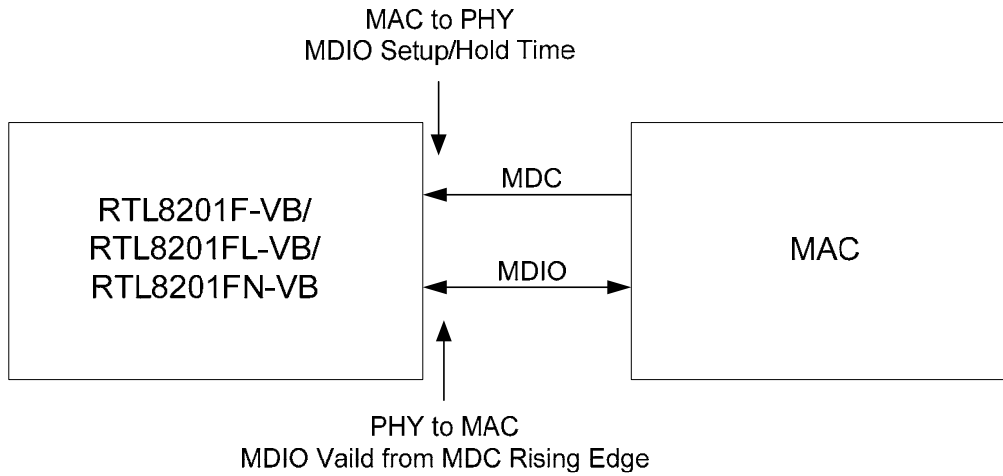 MAC to PHY
MDIO Setup/Hold Time
RTL8201F-VB/
RTL8201FL-VB/
RTL8201FN-VB
MDC
MDIO
MAC
PHY to MAC
MDIO Vaild from MDC Rising Edge